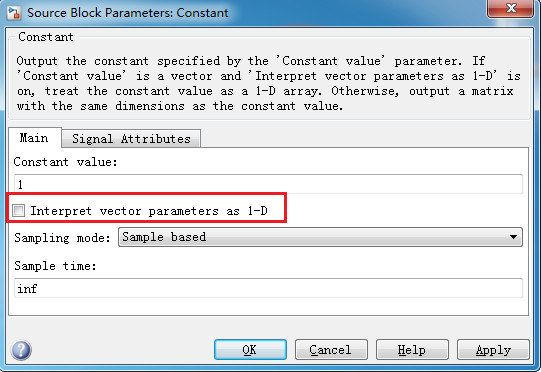 Source Block Parameters: Constant
Constant
Output the constant specified by the 'Constant value' parameter. If
'Constant value' is a vector and 'Interpret vector parameters as 1-D' is
on, treat the constant value as a 1-D array. Otherwise, output a matrix
with the same dimensions as the constant value.
Main Signal Attributes
Constant value:
1
Interpret vector parameters as 1-D
Sampling mode: Sample based
Sample time:
inf
OK Cancel Help Apply